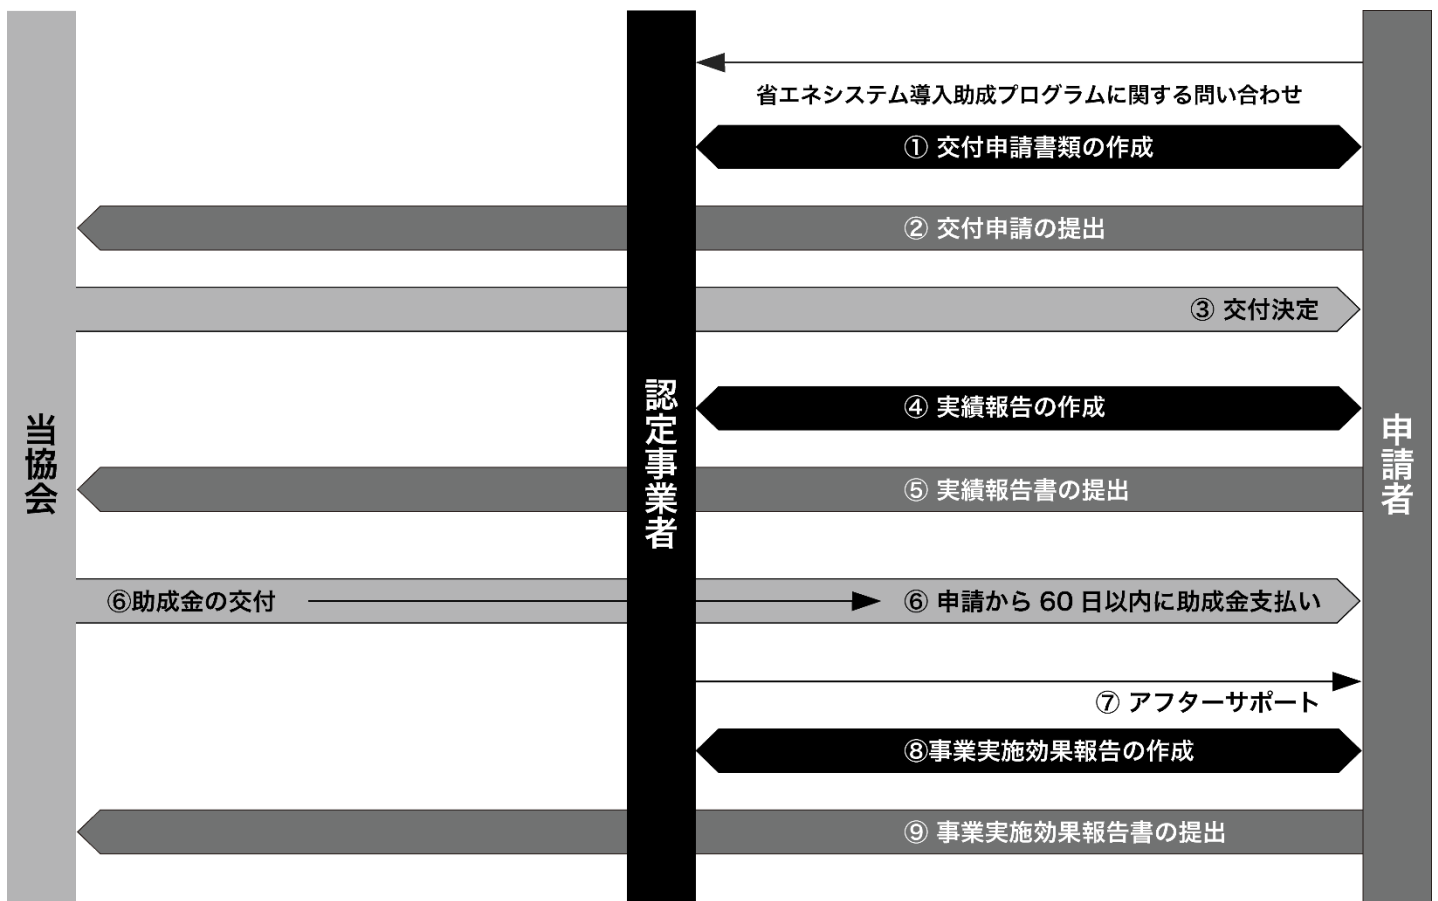 省エネシステム導入助成プログラムに関する問い合わせ
① 交付申請書類の作成
② 交付申請の提出
③ 交付決定
④ 実績報告の作成
⑤ 実績報告書の提出
⑥助成金の交付
⑥ 申請から 60 日以内に助成金支払い
⑦ アフターサポート
⑧事業実施効果報告の作成
⑨ 事業実施効果報告書の提出
当協会
認定事業者
申請者